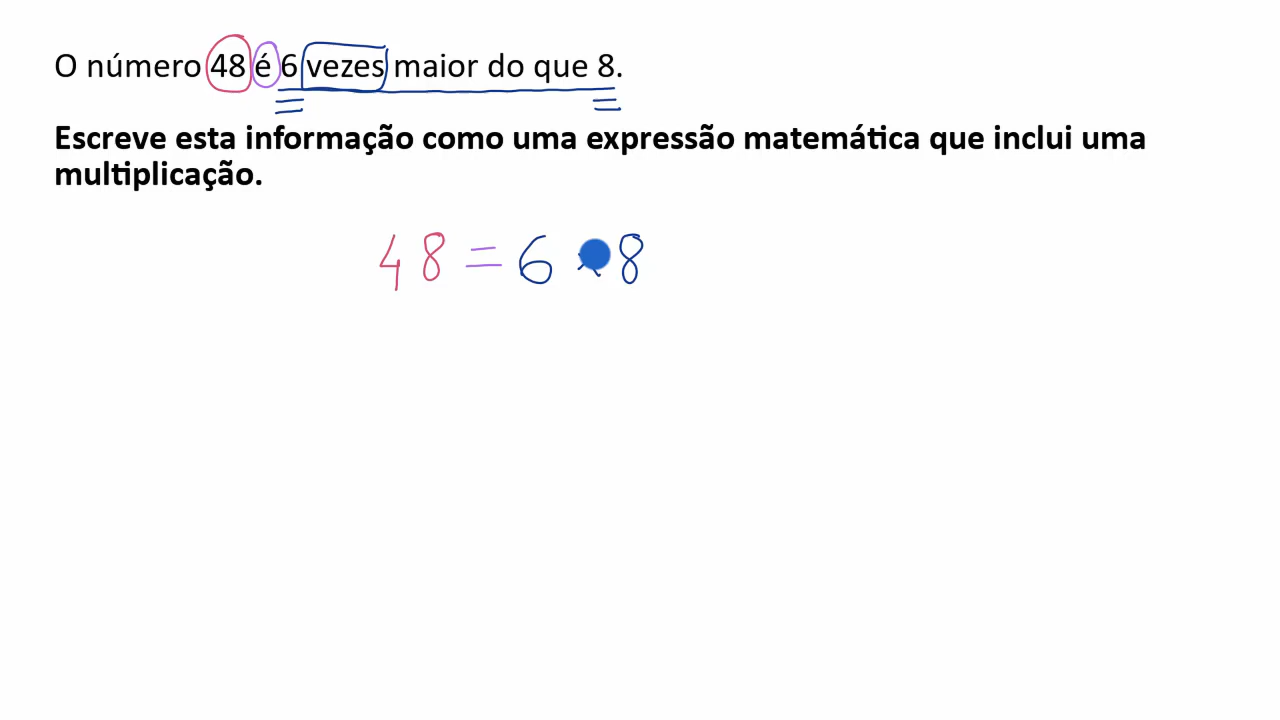 O número 48 é 6 vezes maior do que 8.
Escreve esta informação como uma expressão matemática que inclui uma
multiplicação.
48 = 6 × 8